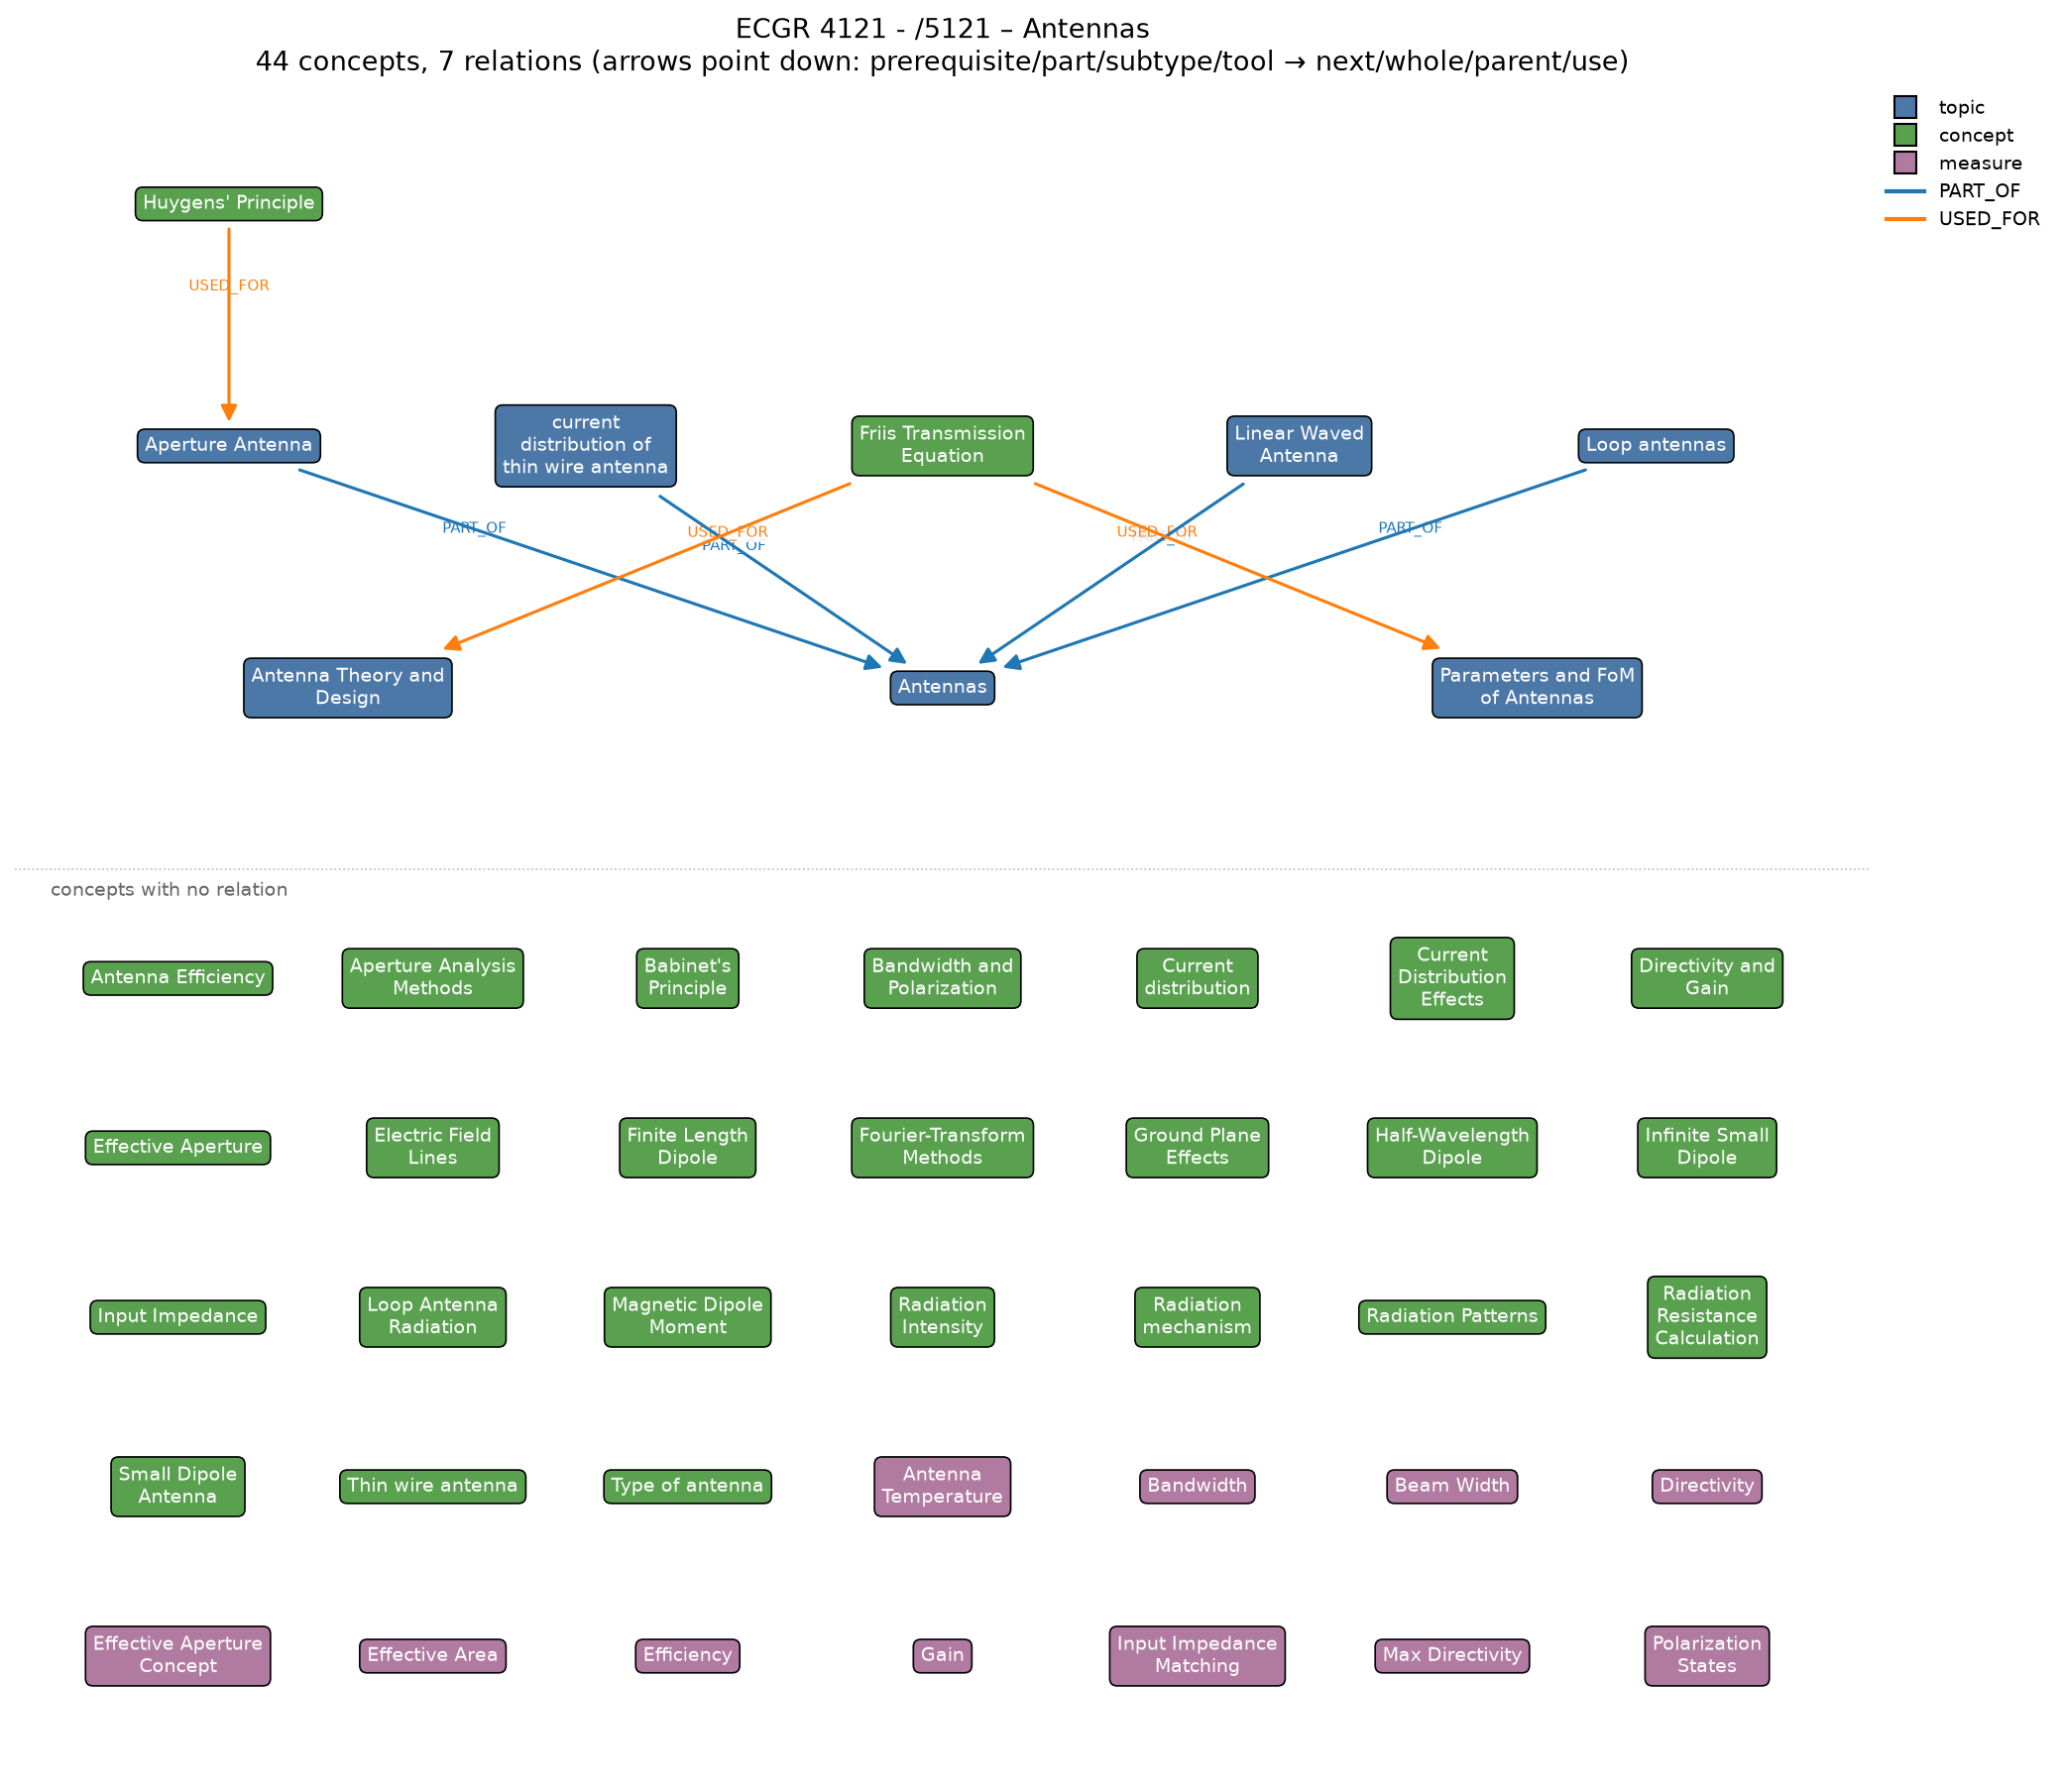 ECGR 4121 - /5121 – Antennas
44 concepts, 7 relations (arrows point down: prerequisite/part/subtype/tool → next/whole/parent/use)
topic
concept
measure
PART_OF
USED_FOR
Huygens' Principle
USED_FOR
Aperture Antenna
current
distribution of
thin wire antenna
Friis Transmission
Equation
Linear Waved
Antenna
Loop antennas
PART_OF
USED_FOR
PART_OF
USED_FOR
PART_OF
Antenna Theory and
Design
Antennas
Parameters and FoM
of Antennas
concepts with no relation
Antenna Efficiency
Aperture Analysis
Methods
Babinet's
Principle
Bandwidth and
Polarization
Current
distribution
Current
Distribution
Effects
Directivity and
Gain
Effective Aperture
Electric Field
Lines
Finite Length
Dipole
Fourier-Transform
Methods
Ground Plane
Effects
Half-Wavelength
Dipole
Infinite Small
Dipole
Input Impedance
Loop Antenna
Radiation
Magnetic Dipole
Moment
Radiation
Intensity
Radiation
mechanism
Radiation Patterns
Radiation
Resistance
Calculation
Small Dipole
Antenna
Thin wire antenna
Type of antenna
Antenna
Temperature
Bandwidth
Beam Width
Directivity
Effective Aperture
Concept
Effective Area
Efficiency
Gain
Input Impedance
Matching
Max Directivity
Polarization
States